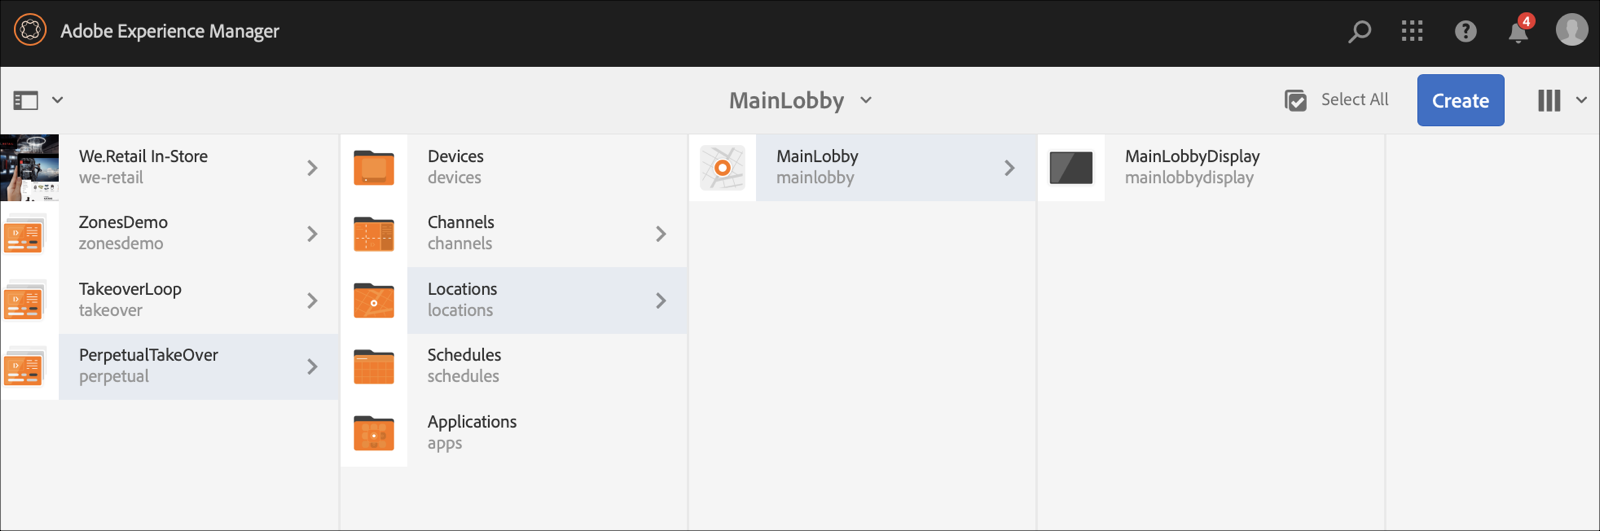 Adobe Experience Manager
4
MainLobby
Select All
Create
We.Retail In-Store
we-retail
ZonesDemo
zonesdemo
TakeoverLoop
takeover
PerpetualTakeOver
perpetual
Devices
devices
Channels
channels
Locations
locations
Schedules
schedules
Applications
apps
MainLobby
mainlobby
MainLobbyDisplay
mainlobbydisplay